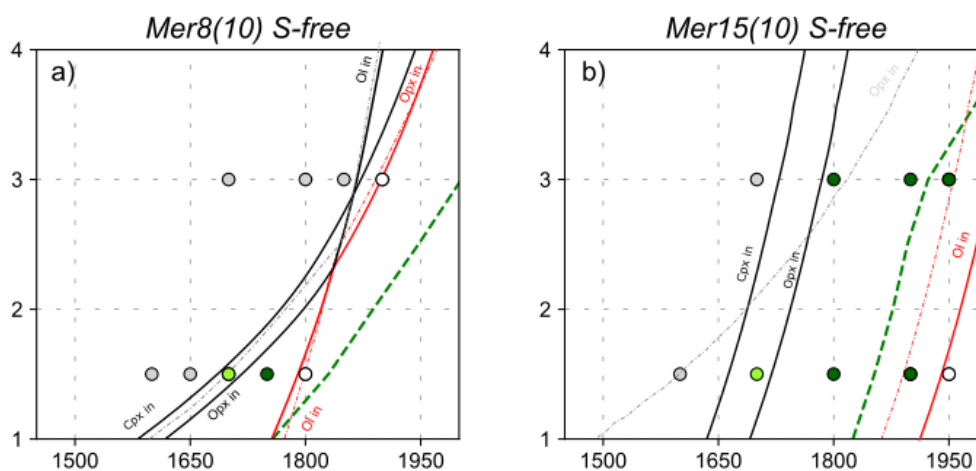 Mer8(10) S-free
Mer15(10) S-free
4
a)
Ol in
Opx in
3
2
Cpx in
Opx in
Ol in
1
1500
1650
1800
1950
4
b)
Opx in
3
Cpx in
Opx in
Ol in
Ol in
2
1
1500
1650
1800
1950